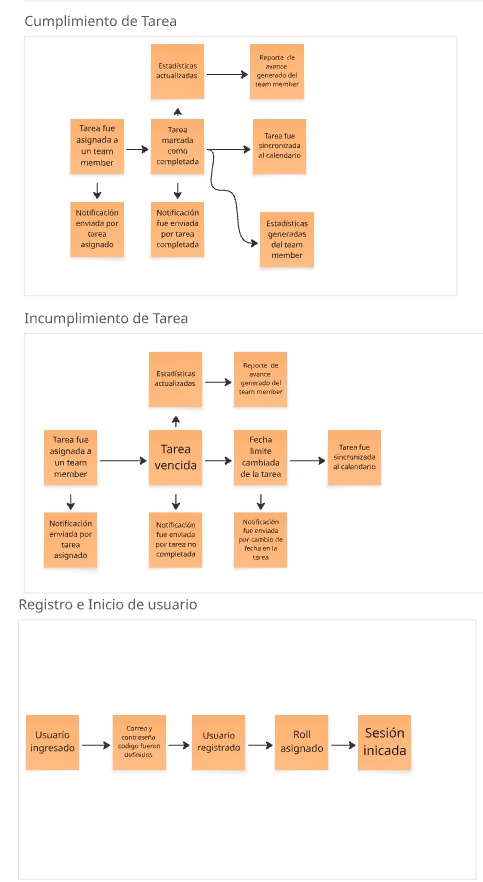 Cumplimiento de Tarea
Estadísticas
actualizadas
Reporte de
avance
generado del
team member
Tarea fue
asignada a
un team
member
Tarea
marcada
como
completada
Tarea fue
sincronizada
al calendario
Notificación
enviada por
tarea
asignado
Notificación
fue enviada
por tarea
completada
Estadísticas
generadas
del team
member
Incumplimiento de Tarea
Estadísticas
actualizadas
Reporte de
avance
generado del
team member
Tarea fue
asignada a
un team
member
Tarea
vencida
Fecha
limite
cambiada
de la tarea
Tarea fue
sincronizada
al calendario
Notificación
enviada por
tarea
asignado
Notificación
fue enviada
por tarea no
completada
Notificación
fue enviada
por cambio de
fecha en la
tarea
Registro e Inicio de usuario
Usuario
ingresado
Correo y
contraseña
codigo fueron
definidos
Usuario
registrado
Roll
asignado
Sesión
inicada